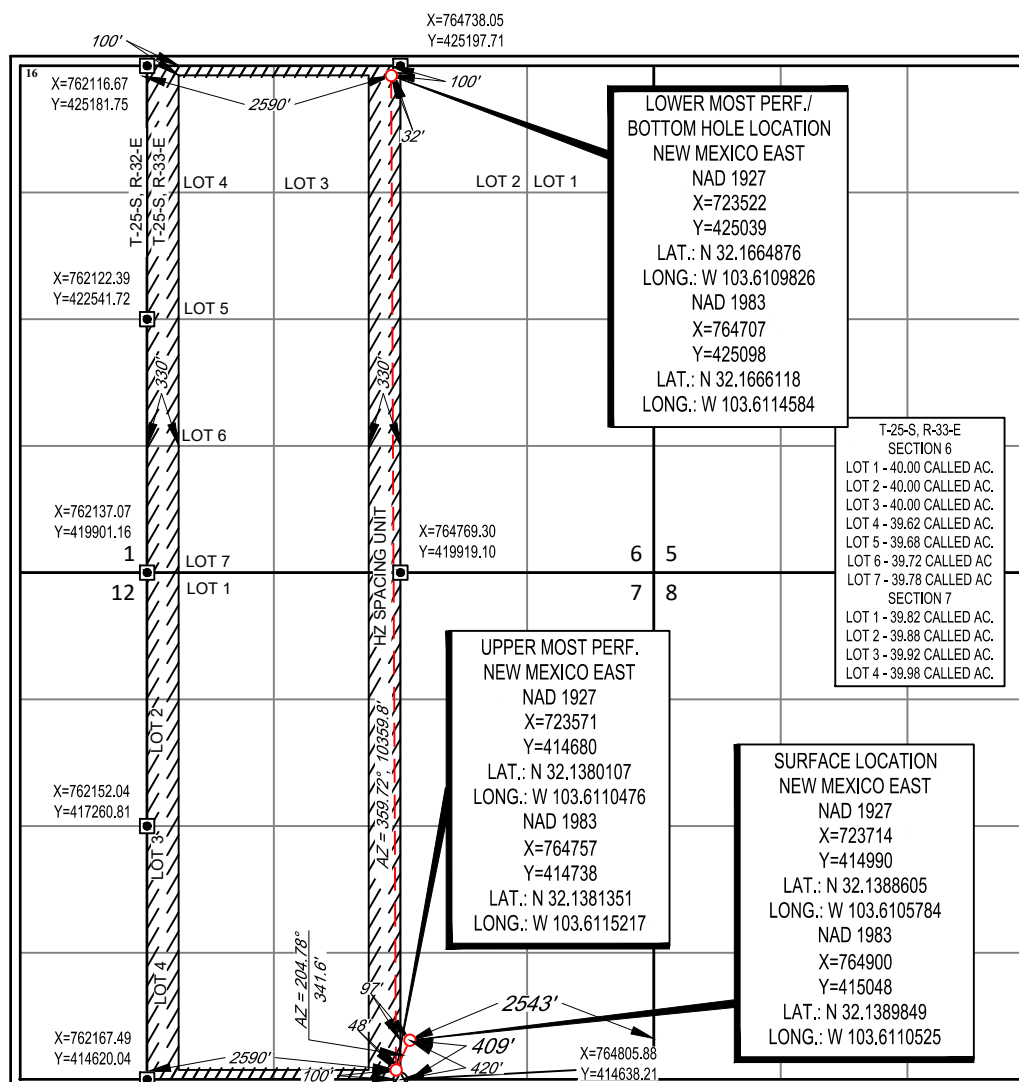 X=764738.05
Y=425197.71
100'
16
X=762116.67
Y=425181.75
2590'
100'
32'
LOWER MOST PERF./
BOTTOM HOLE LOCATION
NEW MEXICO EAST
NAD 1927
X=723522
Y=425039
LAT.: N 32.1664876
LONG.: W 103.6109826
NAD 1983
X=764707
Y=425098
LAT.: N 32.1666118
LONG.: W 103.6114584
T-25-S, R-32-E
T-25-S, R-33-E
LOT 4
LOT 3
LOT 2
LOT 1
X=762122.39
Y=422541.72
LOT 5
330'
330'
LOT 6
T-25-S, R-33-E
SECTION 6
LOT 1 - 40.00 CALLED AC.
LOT 2 - 40.00 CALLED AC.
LOT 3 - 40.00 CALLED AC.
LOT 4 - 39.62 CALLED AC.
LOT 5 - 39.68 CALLED AC.
LOT 6 - 39.72 CALLED AC.
LOT 7 - 39.78 CALLED AC
SECTION 7
LOT 1 - 39.82 CALLED AC.
LOT 2 - 39.88 CALLED AC.
LOT 3 - 39.92 CALLED AC.
LOT 4 - 39.98 CALLED AC.
X=762137.07
Y=419901.16
X=764769.30
Y=419919.10
1
LOT 7
6
5
12
LOT 1
7
8
HZ SPACING UNIT
UPPER MOST PERF.
NEW MEXICO EAST
NAD 1927
X=723571
Y=414680
LAT.: N 32.1380107
LONG.: W 103.6110476
NAD 1983
X=764757
Y=414738
LAT.: N 32.1381351
LONG.: W 103.6115217
LOT 2
AZ = 359.72°, 10359.8'
SURFACE LOCATION
NEW MEXICO EAST
NAD 1927
X=723714
Y=414990
LAT.: N 32.1388605
LONG.: W 103.6105784
NAD 1983
X=764900
Y=415048
LAT.: N 32.1389849
LONG.: W 103.6110525
X=762152.04
Y=417260.81
LOT 3
LOT 4
AZ = 204.78°
341.6'
97'
48'
2543'
409'
420'
X=762167.49
Y=414620.04
2590'
100'
X=764805.88
Y=414638.21